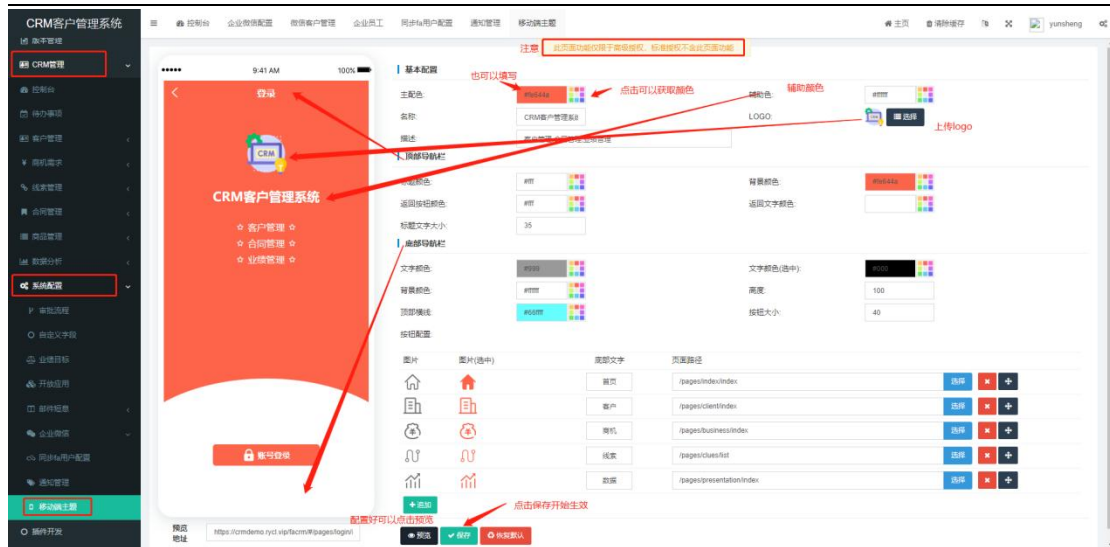 CRM客户管理系统
控制台 企业微信配置 微信客户管理 企业员工 同步fa用户配置 通知管理 移动端主题
主页 清除缓存 yunsheng
版本管理
CRM管理
控制台
待办事项
客户管理
商机需求
线索管理
合同管理
商品管理
数据分析
系统配置
审批流程
自定义字段
业绩目标
开放应用
邮件短息
企业微信
同步fa用户配置
通知管理
移动端主题
插件开发
注意 此页面功能仅限于高级授权,标准授权不含此页面功能
9:41 AM 100%
登录
CRM
CRM客户管理系统
☆ 客户管理 ☆
☆ 合同管理 ☆
☆ 业绩管理 ☆
账号登录
预览地址 https://crmdemo.rycl.vip/facrm/#/pages/login/i
基本配置
也可以填写
主配色: #fe644a 点击可以获取颜色 辅助色: 辅助颜色 #ffffff
名称: CRM客户管理系统 LOGO: 选择 上传logo
描述:
顶部导航栏
标题颜色: #fff 背景颜色: #fe644a
返回按钮颜色: #fff 返回文字颜色:
标题文字大小: 35
底部导航栏
文字颜色: #999 文字颜色(选中): #000
背景颜色: #ffffff 高度: 100
顶部横线: #66ffff 按钮大小: 40
按钮配置:
图片 图片(选中) 底部文字 页面路径
首页 /pages/index/index 选择
客户 /pages/client/index 选择
商机 /pages/business/index 选择
线索 /pages/clues/list 选择
数据 /pages/presentation/index 选择
+追加
点击保存开始生效
配置好可以点击预览
预览 保存 恢复默认